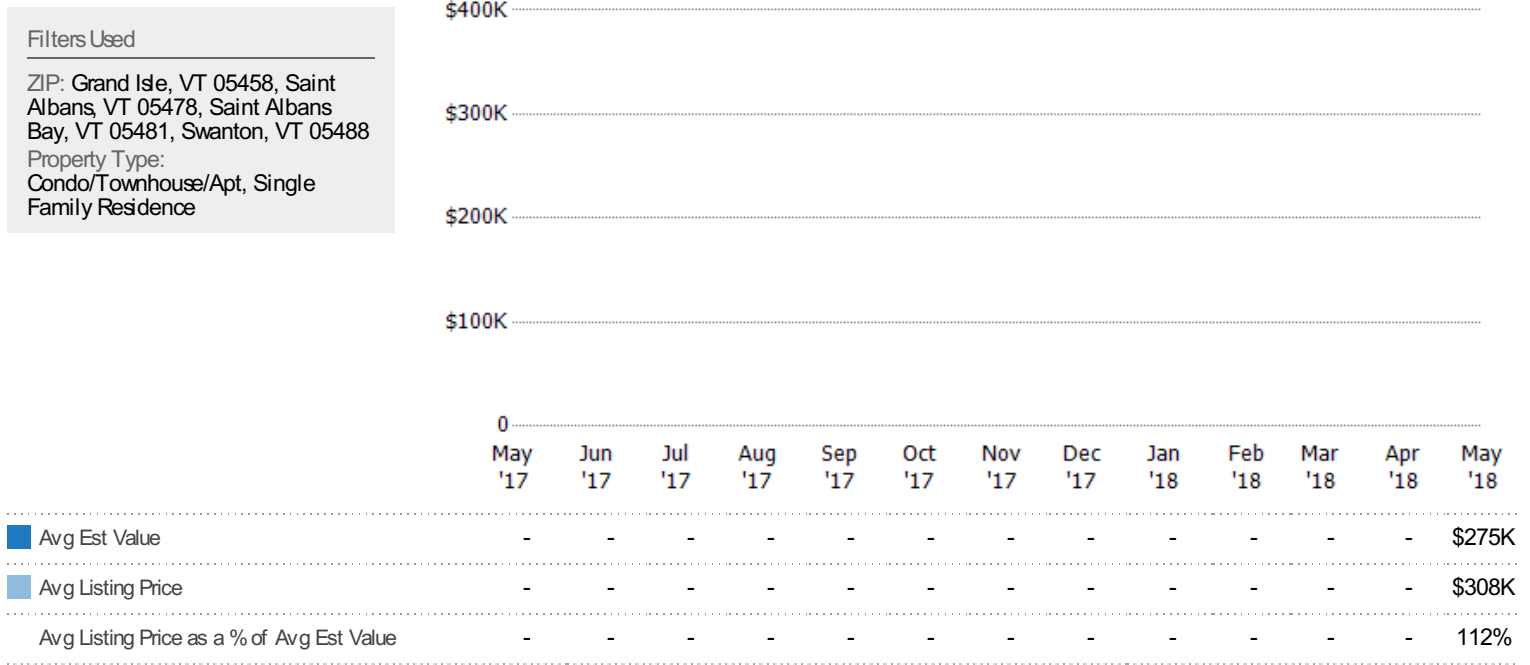 Filters Used
ZIP: Grand Isle, VT 05458, Saint
Albans, VT 05478, Saint Albans
Bay, VT 05481, Swanton, VT 05488
Property Type:
Condo/Townhouse/Apt, Single
Family Residence
$400K
$300K
$200K
$100K
0
May Jun Jul Aug Sep Oct Nov Dec Jan Feb Mar Apr May
'17 '17 '17 '17 '17 '17 '17 '17 '18 '18 '18 '18 '18
Avg Est Value - - - - - - - - - - - - $275K
Avg Listing Price - - - - - - - - - - - - $308K
Avg Listing Price as a % of Avg Est Value - - - - - - - - - - - - 112%